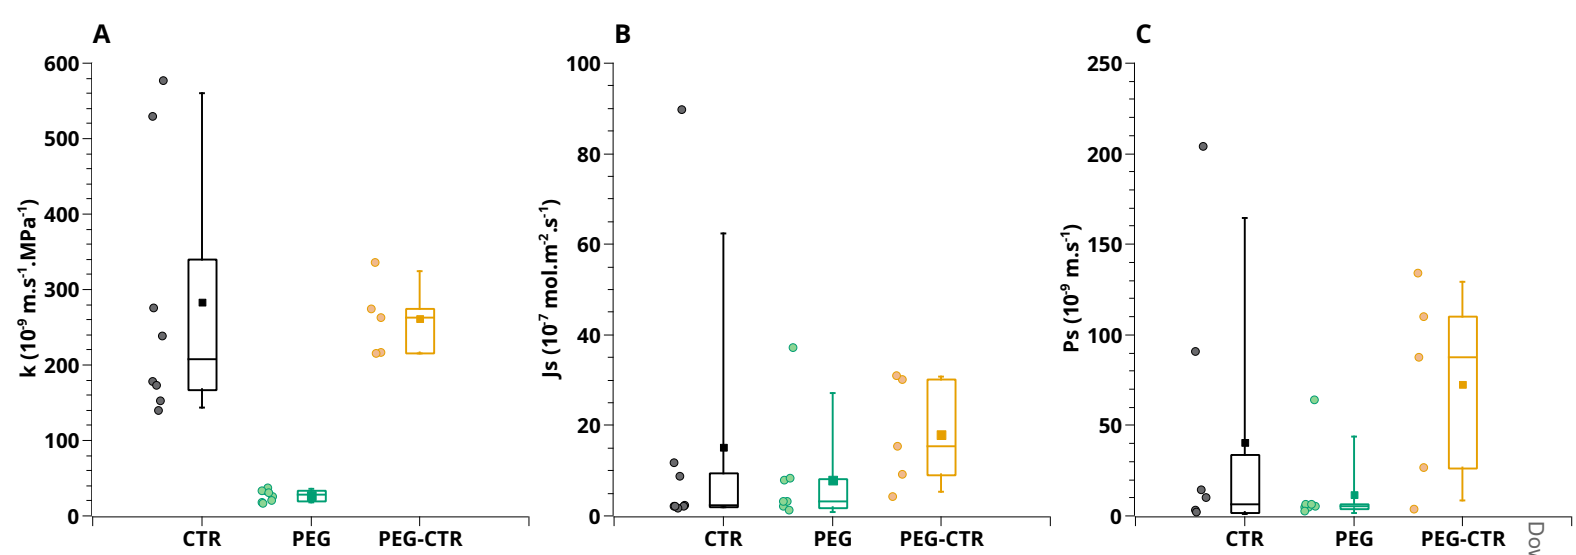 A
B
C
600
500
400
300
200
100
0
k (10⁻⁹ m.s⁻¹.MPa⁻¹)
CTR
PEG
PEG-CTR
100
80
60
40
20
0
Js (10⁻⁷ mol.m⁻².s⁻¹)
CTR
PEG
PEG-CTR
250
200
150
100
50
0
Ps (10⁻⁹ m.s⁻¹)
CTR
PEG
PEG-CTR